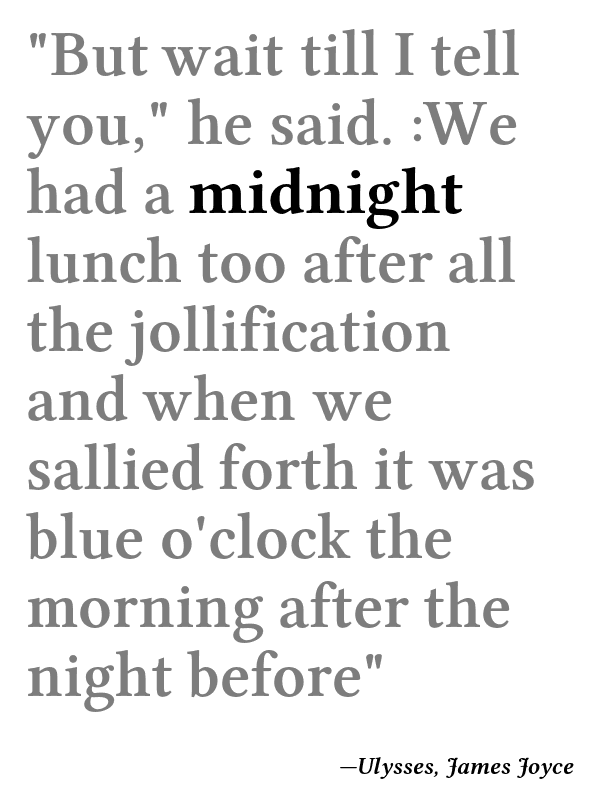 "But wait till I tell
you," he said. :We
had a midnight
lunch too after all
the jollification
and when we
sallied forth it was
blue o'clock the
morning after the
night before"
—Ulysses, James Joyce